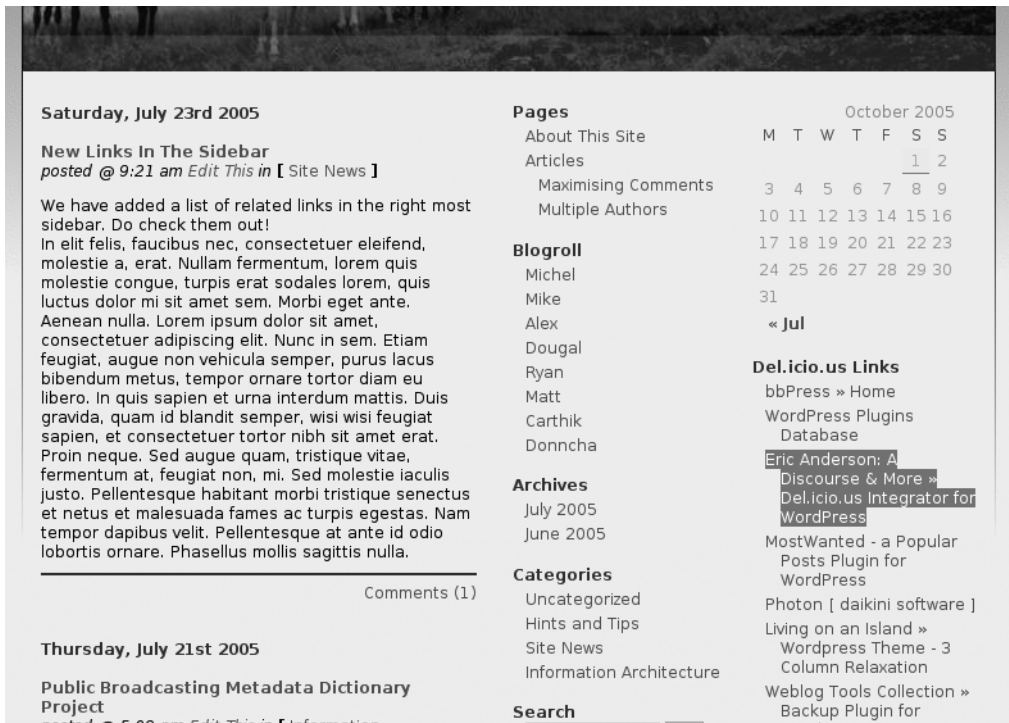 Saturday, July 23rd 2005
New Links In The Sidebar
posted @ 9:21 am Edit This in [ Site News ]
We have added a list of related links in the right most
sidebar. Do check them out!
In elit felis, faucibus nec, consectetuer eleifend,
molestie a, erat. Nullam fermentum, lorem quis
molestie congue, turpis erat sodales lorem, quis
luctus dolor mi sit amet sem. Morbi eget ante.
Aenean nulla. Lorem ipsum dolor sit amet,
consectetuer adipiscing elit. Nunc in sem. Etiam
feugiat, augue non vehicula semper, purus lacus
bibendum metus, tempor ornare tortor diam eu
libero. In quis sapien et urna interdum mattis. Duis
gravida, quam id blandit semper, wisi wisi feugiat
sapien, et consectetuer tortor nibh sit amet erat.
Proin neque. Sed augue quam, tristique vitae,
fermentum at, feugiat non, mi. Sed molestie iaculis
justo. Pellentesque habitant morbi tristique senectus
et netus et malesuada fames ac turpis egestas. Nam
tempor dapibus velit. Pellentesque at ante id odio
lobortis ornare. Phasellus mollis sagittis nulla.
Comments (1)
Thursday, July 21st 2005
Public Broadcasting Metadata Dictionary
Project
posted @ 5:09 am Edit This in [ Information
Pages
About This Site
Articles
Maximising Comments
Multiple Authors
Blogroll
Michel
Mike
Alex
Dougal
Ryan
Matt
Carthik
Donncha
Archives
July 2005
June 2005
Categories
Uncategorized
Hints and Tips
Site News
Information Architecture
Search
October 2005
M T W T F S S
1 2
3 4 5 6 7 8 9
10 11 12 13 14 15 16
17 18 19 20 21 22 23
24 25 26 27 28 29 30
31
« Jul
Del.icio.us Links
bbPress » Home
WordPress Plugins
Database
Eric Anderson: A
Discourse & More »
Del.icio.us Integrator for
WordPress
MostWanted - a Popular
Posts Plugin for
WordPress
Photon [ daikini software ]
Living on an Island »
Wordpress Theme - 3
Column Relaxation
Weblog Tools Collection »
Backup Plugin for